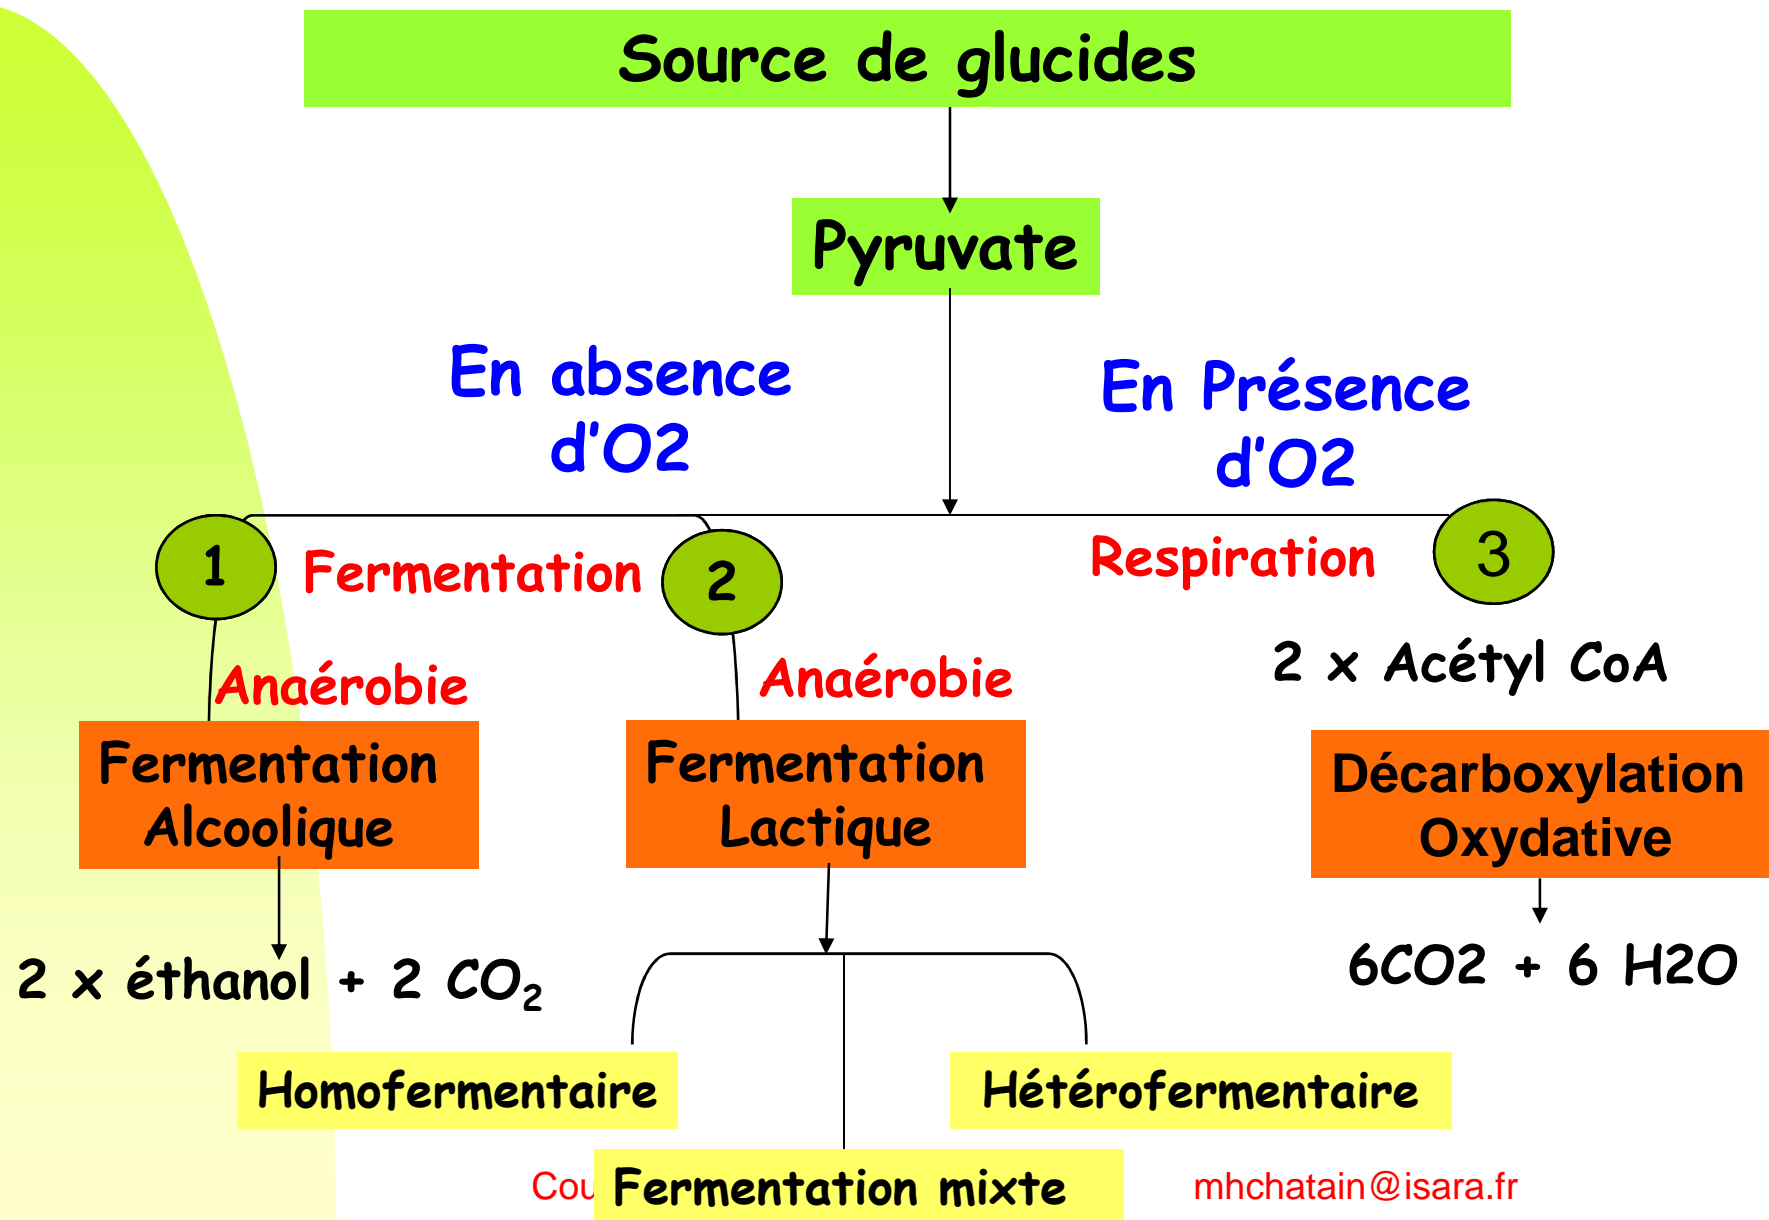 Source de glucides
Pyruvate
En absence
d'O2
En Présence
d'O2
1
Fermentation
2
Respiration
3
Anaérobie
Anaérobie
2 x Acétyl CoA
Fermentation
Alcoolique
Fermentation
Lactique
Décarboxylation
Oxydative
2 x éthanol + 2 CO₂
6CO2 + 6 H2O
Homofermentaire
Hétérofermentaire
Fermentation mixte
mhchatain@isara.fr